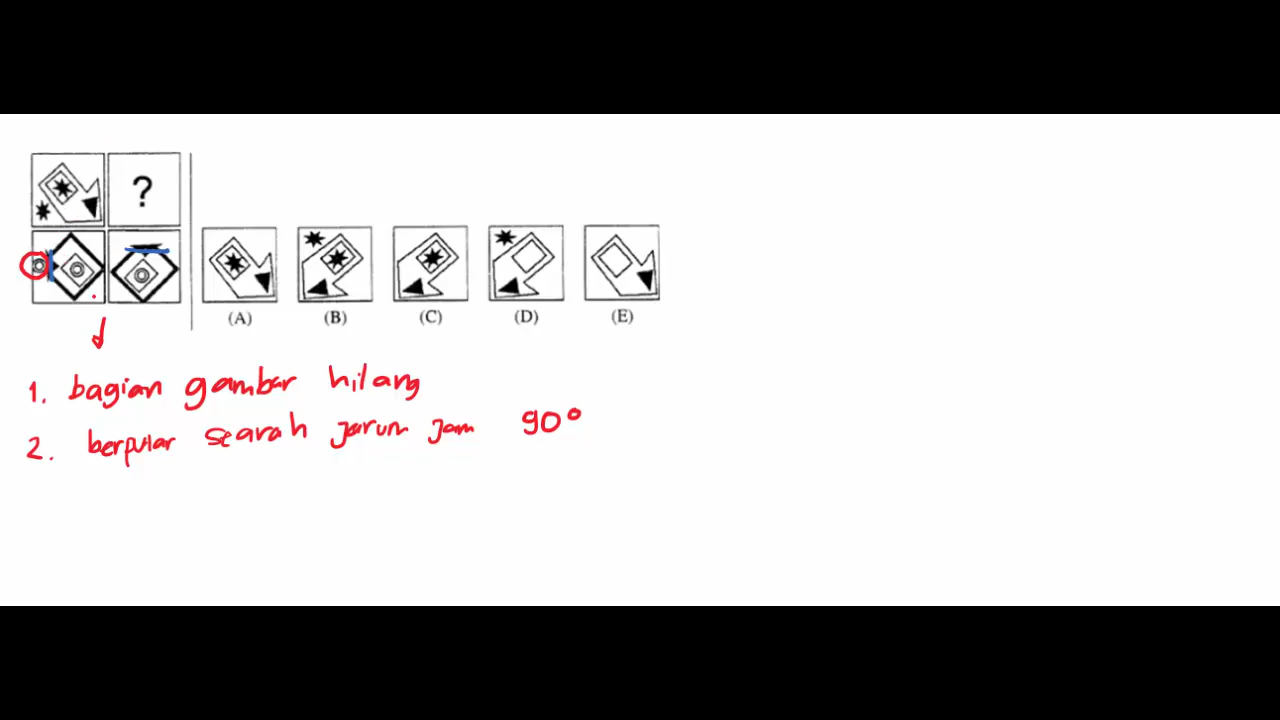 ?
(A) (B) (C) (D) (E)
1. bagian gambar hilang
2. berputar searah jarum jam 90°